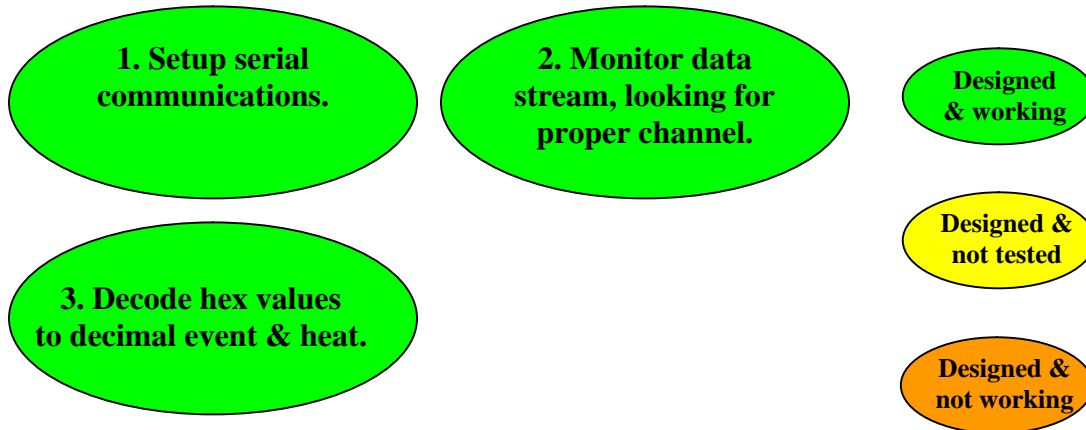 1. Setup serial
communications.
2. Monitor data
stream, looking for
proper channel.
3. Decode hex values
to decimal event & heat.
Designed
& working
Designed &
not tested
Designed &
not working